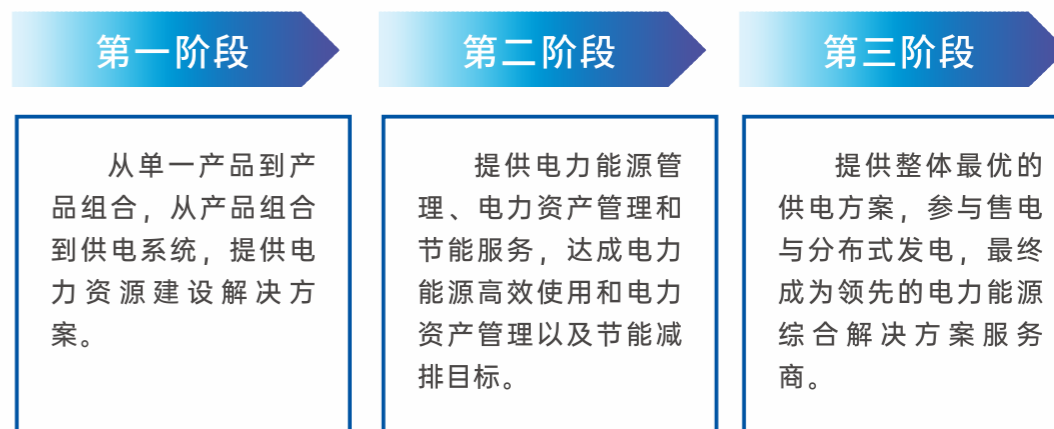 第一阶段
从单一产品到产
品组合，从产品组合
到供电系统，提供电
力资源建设解决方
案。
第二阶段
提供电力能源管
理、电力资产管理和
节能服务，达成电力
能源高效使用和电力
资产管理以及节能减
排目标。
第三阶段
提供整体最优的
供电方案，参与售电
与分布式发电，最终
成为领先的电力能源
综合解决方案服务
商。